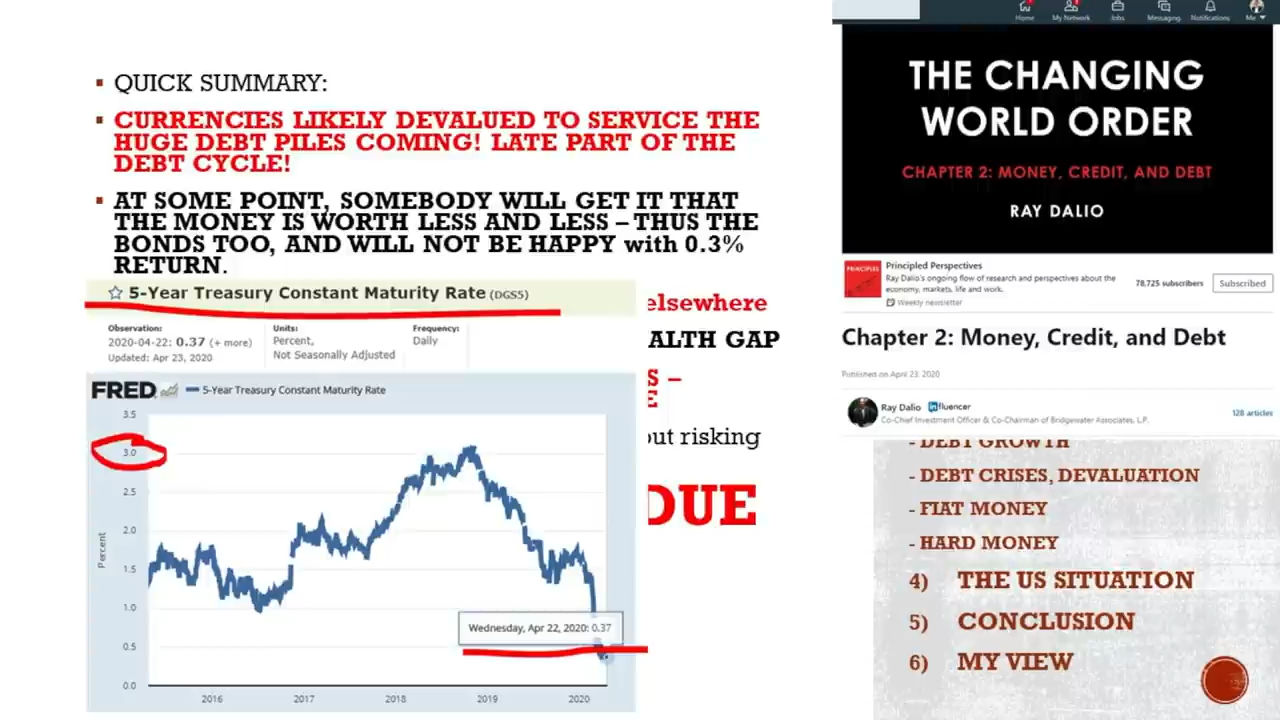 QUICK SUMMARY:
CURRENCIES LIKELY DEVALUED TO SERVICE THE
HUGE DEBT PILES COMING! LATE PART OF THE
DEBT CYCLE!
AT SOME POINT, SOMEBODY WILL GET IT THAT
THE MONEY IS WORTH LESS AND LESS – THUS THE
BONDS TOO, AND WILL NOT BE HAPPY with 0.3%
RETURN.
elsewhere
ALTH GAP
S –
E
out risking
DUE
5-Year Treasury Constant Maturity Rate (DGS5)
Observation:
2020-04-22: 0.37 (+ more)
Updated: Apr 23, 2020
Units:
Percent,
Not Seasonally Adjusted
Frequency:
Daily
FRED
5-Year Treasury Constant Maturity Rate
3.5
3.0
2.5
2.0
1.5
1.0
0.5
0.0
Percent
Wednesday, Apr 22, 2020: 0.37
2016 2017 2018 2019 2020
Home My Network Jobs Messaging Notifications Me
THE CHANGING
WORLD ORDER
CHAPTER 2: MONEY, CREDIT, AND DEBT
RAY DALIO
PRINCIPLES
Principled Perspectives
Ray Dalio's ongoing flow of research and perspectives about the
economy, markets, life and work.
Weekly newsletter
78,725 subscribers
Subscribed
Chapter 2: Money, Credit, and Debt
Published on April 23, 2020
Ray Dalio in fluencer
Co-Chief Investment Officer & Co-Chairman of Bridgewater Associates, L.P.
128 articles
- DEBT GROWTH
- DEBT CRISES, DEVALUATION
- FIAT MONEY
- HARD MONEY
4) THE US SITUATION
5) CONCLUSION
6) MY VIEW